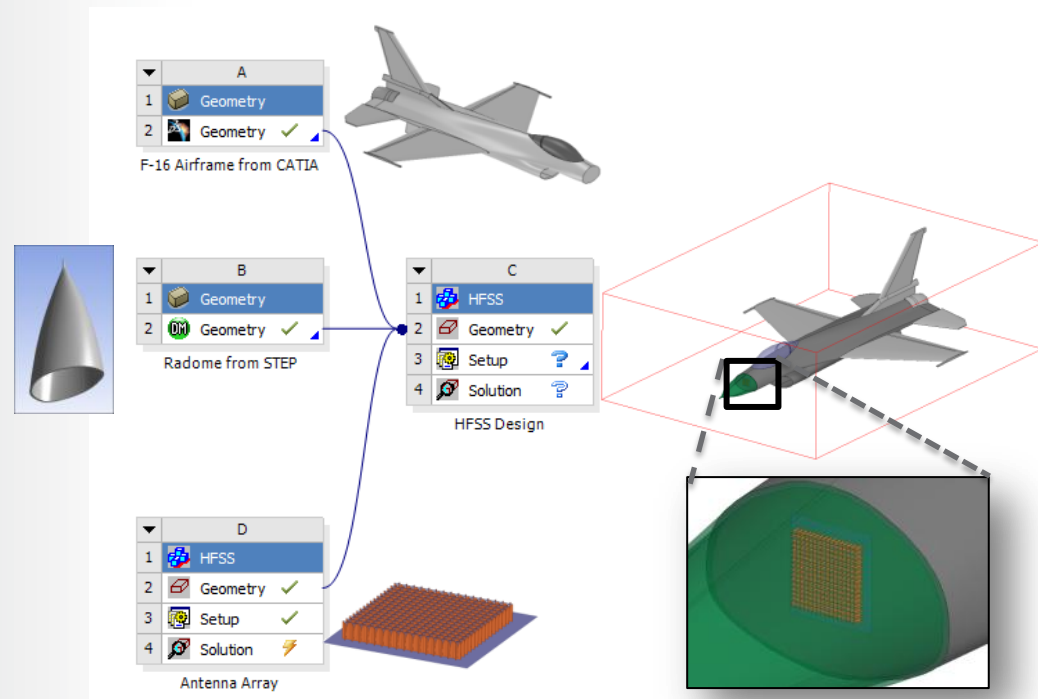 A
1 Geometry
2 Geometry
F-16 Airframe from CATIA
B
1 Geometry
2 DM Geometry
Radome from STEP
C
1 HFSS
2 Geometry
3 Setup ?
4 Solution ?
HFSS Design
D
1 HFSS
2 Geometry
3 Setup
4 Solution
Antenna Array